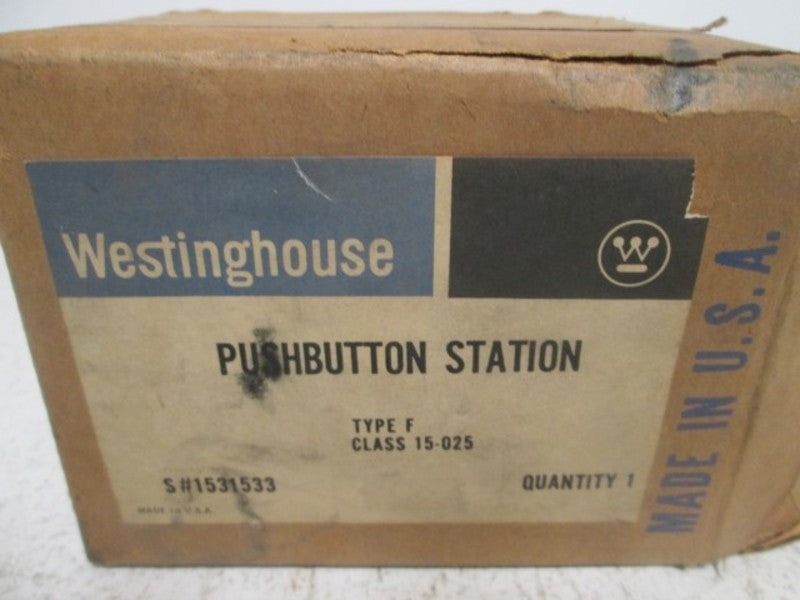 Westinghouse
W
PUSHBUTTON STATION
TYPE F
CLASS 15-025
S#1531533
QUANTITY 1
MADE IN U.S.A.
MADE IN U.S.A.